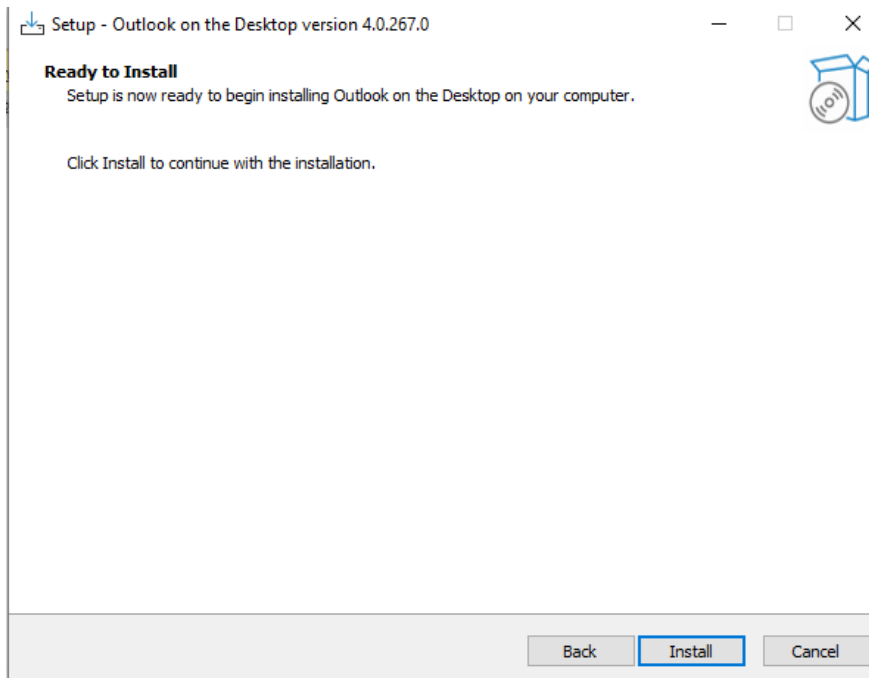 Setup - Outlook on the Desktop version 4.0.267.0
Ready to Install
Setup is now ready to begin installing Outlook on the Desktop on your computer.
Click Install to continue with the installation.
Back
Install
Cancel